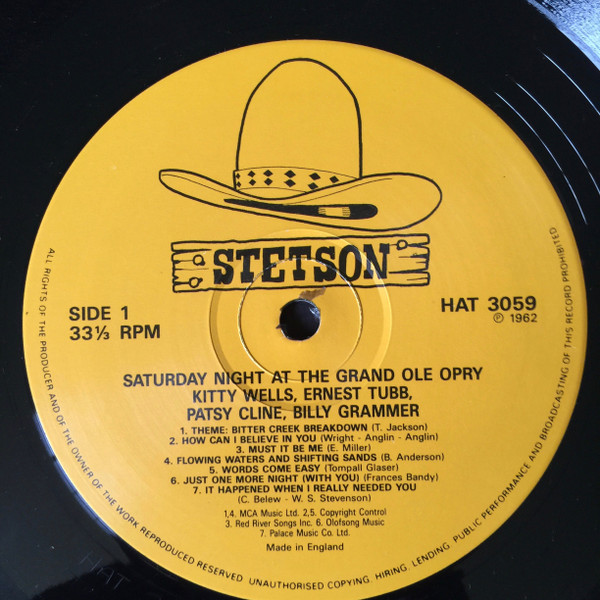 STETSON
SIDE 1
33⅓ RPM
HAT 3059
℗ 1962
SATURDAY NIGHT AT THE GRAND OLE OPRY
KITTY WELLS, ERNEST TUBB,
PATSY CLINE, BILLY GRAMMER
1. THEME: BITTER CREEK BREAKDOWN (T. Jackson)
2. HOW CAN I BELIEVE IN YOU (Wright - Anglin - Anglin)
3. MUST IT BE ME (E. Miller)
4. FLOWING WATERS AND SHIFTING SANDS (B. Anderson)
5. WORDS COME EASY (Tompall Glaser)
6. JUST ONE MORE NIGHT (WITH YOU) (Frances Bandy)
7. IT HAPPENED WHEN I REALLY NEEDED YOU
(C. Belew - W. S. Stevenson)
1,4. MCA Music Ltd. 2,5. Copyright Control
3. Red River Songs Inc. 6. Olofsong Music
7. Palace Music Co. Ltd.
Made in England
ALL RIGHTS OF THE PRODUCER AND OF THE OWNER OF THE WORK REPRODUCED RESERVED. UNAUTHORISED COPYING, HIRING, LENDING, PUBLIC PERFORMANCE AND BROADCASTING OF THIS RECORD PROHIBITED